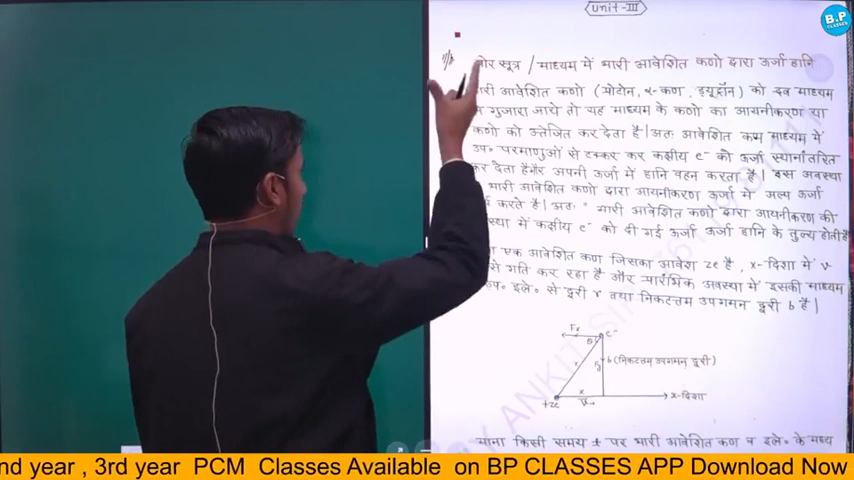 Unit-III
B.P
CLASSES
सूत्र / माध्यम में भारी आवेशित कणो द्वारा ऊर्जा हानि
आवेशित कणो (प्रोटोन, α-कण, ड्यूट्रॉन) को द्रव माध्यम
गुजारा जाये तो यह माध्यम के कणो का आयनीकरण या
कणो को उत्तेजित कर देता है। अतः आवेशित कण माध्यम में
उप० परमाणुओं से टक्कर कर कक्षीय e⁻ को ऊर्जा स्थानांतरित
कर देता है और अपनी ऊर्जा में हानि वहन करता है। इस अवस्था
भारी आवेशित कणो द्वारा आयनीकरण ऊर्जा में अल्प ऊर्जा
करते है। अतः भारी आवेशित कणो द्वारा आयनीकरण की
में कक्षीय e⁻ को दी गई ऊर्जा ऊर्जा हानि के तुल्य होती है
एक आवेशित कण जिसका आवेश ze है, x-दिशा में v
से गति कर रहा है और प्रारंभिक अवस्था में इसकी माध्यम
इले० से दूरी r तथा निकटतम उपगमन दूरी b है|
Fx e⁻
θ
r Fy b (निकटतम उपगमन दूरी)
x
+ze x-दिशा
माना किसी समय t पर भारी आवेशित कण व इले० के मध्य
nd year , 3rd year PCM Classes Available on BP CLASSES APP Download Now